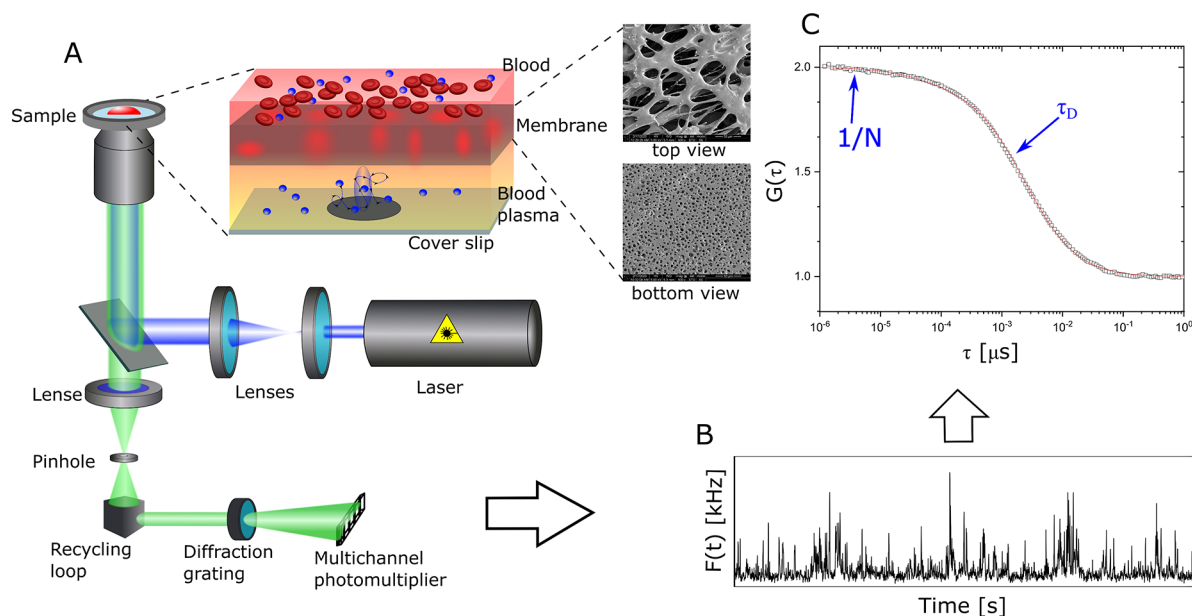 A
Blood
Sample
Membrane
Blood
plasma
Cover slip
top view
bottom view
Lenses
Laser
Lense
Pinhole
Recycling
loop
Diffraction
grating
Multichannel
photomultiplier
C
G(τ)
2.0
1.5
1.0
1/N
τD
10-6
10-5
10-4
10-3
10-2
10-1
100
τ [μs]
B
F(t) [kHz]
Time [s]